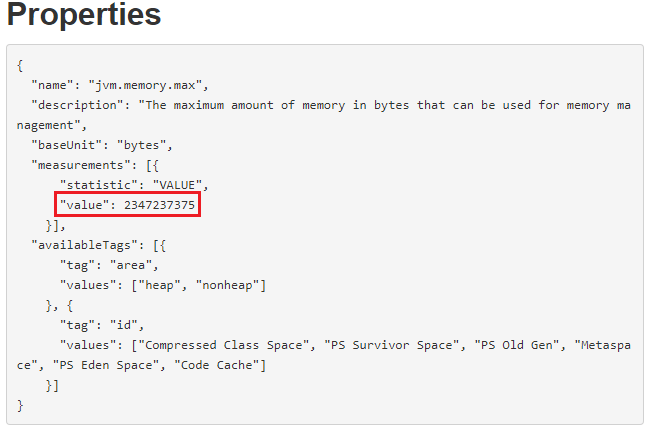 Properties
{
"name": "jvm.memory.max",
"description": "The maximum amount of memory in bytes that can be used for memory ma
nagement",
"baseUnit": "bytes",
"measurements": [{
"statistic": "VALUE",
"value": 2347237375
}],
"availableTags": [{
"tag": "area",
"values": ["heap", "nonheap"]
}, {
"tag": "id",
"values": ["Compressed Class Space", "PS Survivor Space", "PS Old Gen", "Metaspa
ce", "PS Eden Space", "Code Cache"]
}]
}